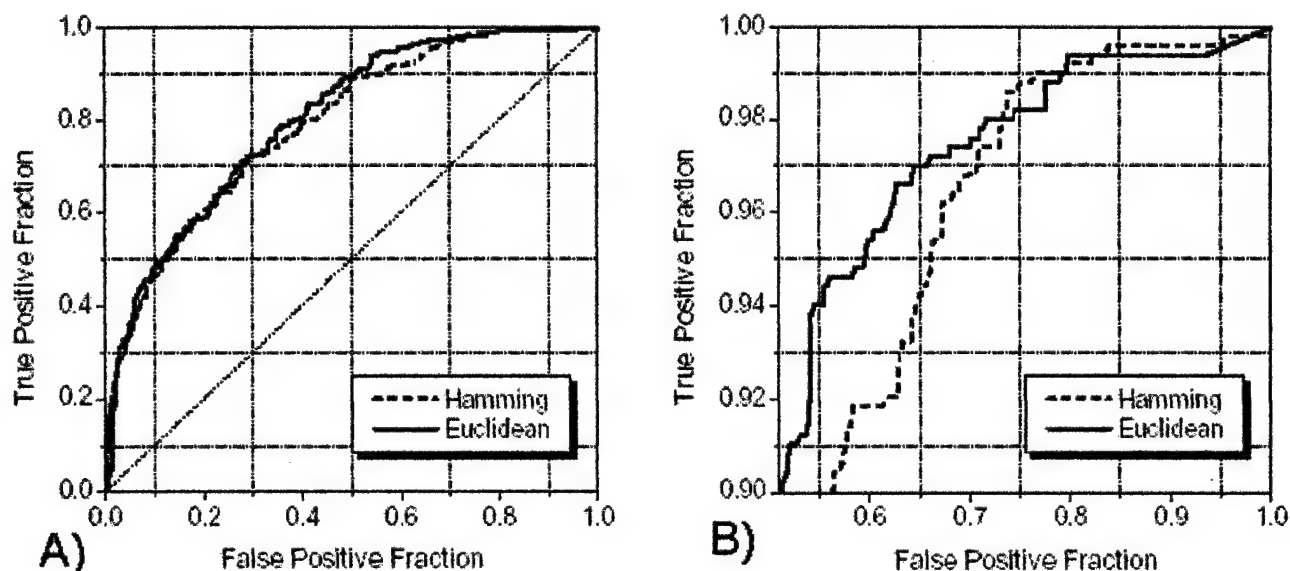 1.0
0.8
0.6
0.4
0.2
0.0
True Positive Fraction
Hamming
Euclidean
0.0 0.2 0.4 0.6 0.8 1.0
A)
False Positive Fraction
1.00
0.98
0.96
0.94
0.92
0.90
True Positive Fraction
Hamming
Euclidean
0.6 0.7 0.8 0.9 1.0
B)
False Positive Fraction